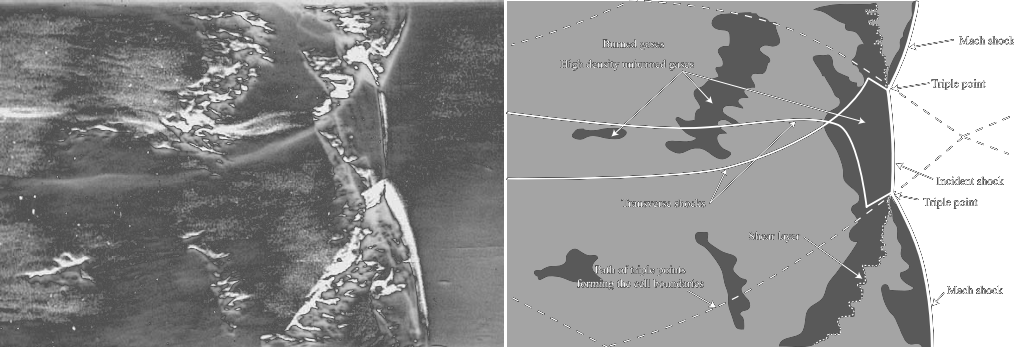 Mach shock
Burned gases
High density unburned gases
Triple point
Incident shock
Triple point
Transverse shocks
Shear layer
Path of triple points
forming the cell boundaries
Mach shock